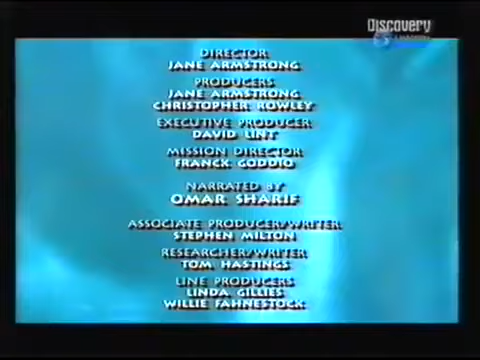 Discovery
CHANNEL
DIRECTOR
JANE ARMSTRONG
PRODUCERS
JANE ARMSTRONG
CHRISTOPHER ROWLEY
EXECUTIVE PRODUCER
DAVID LINT
MISSION DIRECTOR
FRANCK GODDIO
NARRATED BY
OMAR SHARIF
ASSOCIATE PRODUCER/WRITER
STEPHEN MILTON
RESEARCHER/WRITER
TOM HASTINGS
LINE PRODUCERS
LINDA GILLIES
WILLIE FAHNESTOCK